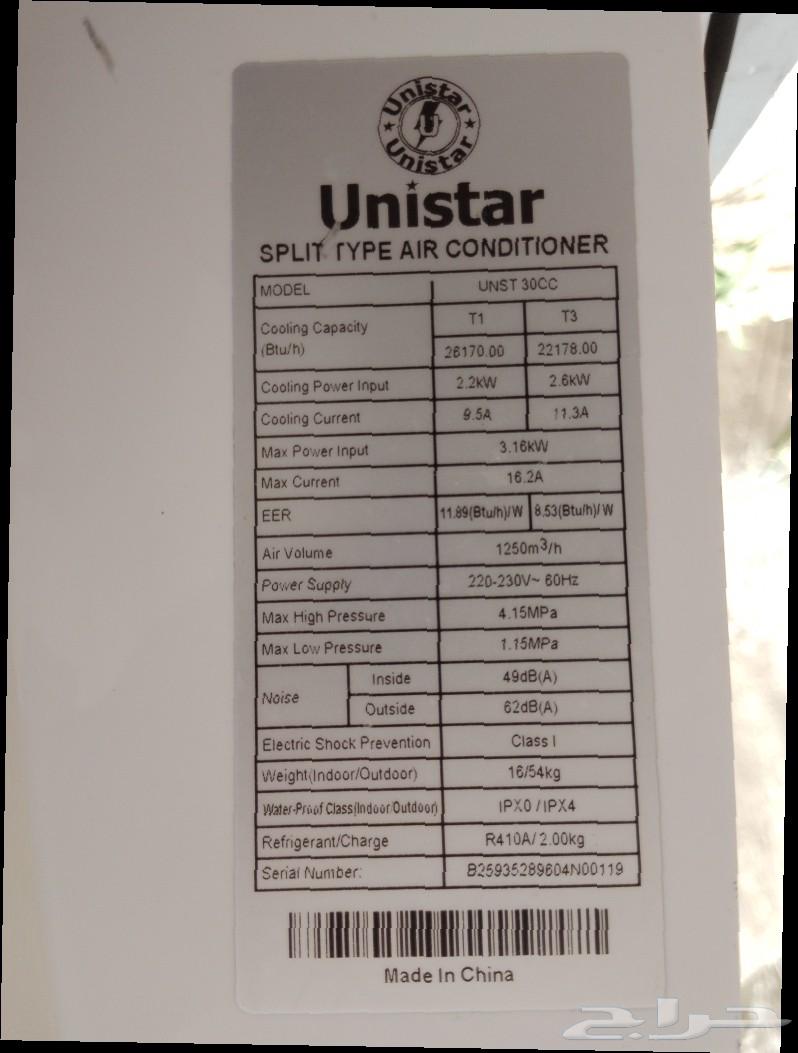 Unistar
Unistar
U
Unistar
SPLIT TYPE AIR CONDITIONER
MODEL UNST 30CC
Cooling Capacity (Btu/h) T1 T3
26170.00 22178.00
Cooling Power Input 2.2kW 2.6kW
Cooling Current 9.5A 11.3A
Max Power Input 3.16kW
Max Current 16.2A
EER 11.89(Btu/h)/W 8.53(Btu/h)/W
Air Volume 1250m³/h
Power Supply 220-230V~ 60Hz
Max High Pressure 4.15MPa
Max Low Pressure 1.15MPa
Noise Inside 49dB(A)
Outside 62dB(A)
Electric Shock Prevention Class I
Weight(Indoor/Outdoor) 16/54kg
Water-Proof Class(Indoor/Outdoor) IPX0 / IPX4
Refrigerant/Charge R410A/ 2.00kg
Serial Number: B25935289604N00119
Made In China
حراج